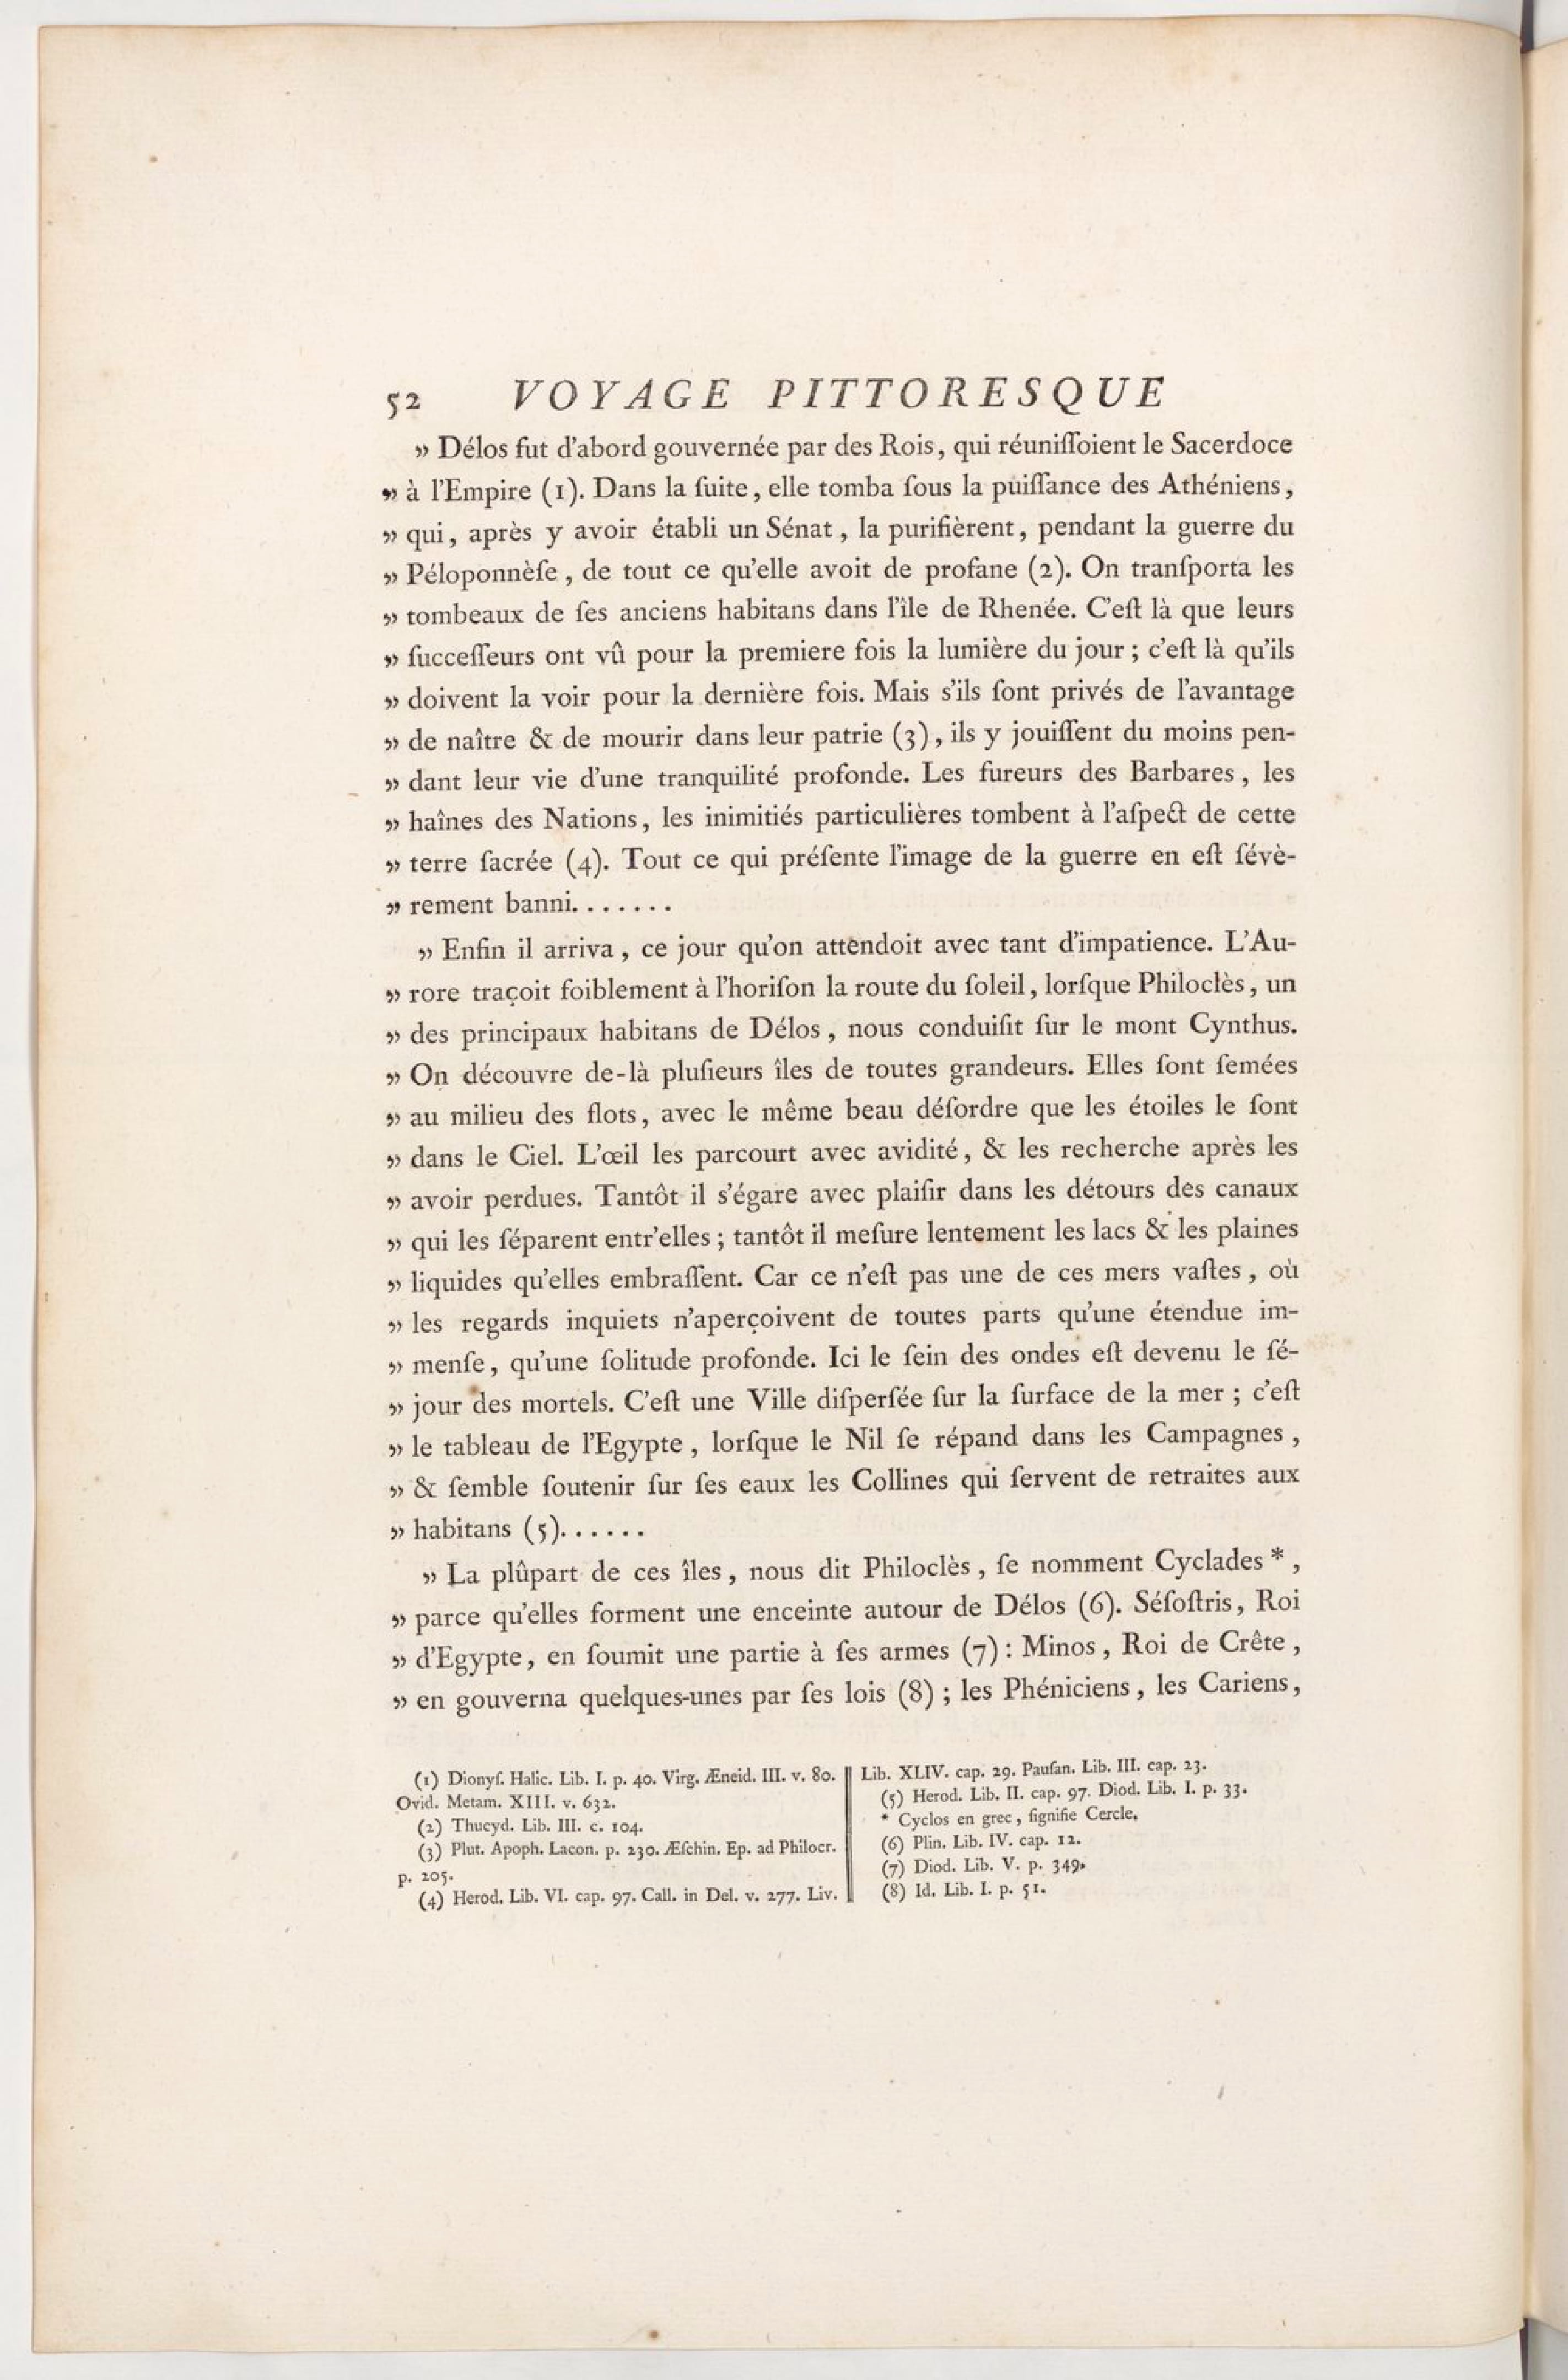 52 VOYAGE PITTORESQUE
» Délos fut d'abord gouvernée par des Rois, qui réuniſſoient le Sacerdoce
» à l'Empire (1). Dans la ſuite, elle tomba ſous la puiſſance des Athéniens,
» qui, après y avoir établi un Sénat, la purifièrent, pendant la guerre du
» Péloponnèſe, de tout ce qu'elle avoit de profane (2). On tranſporta les
» tombeaux de ſes anciens habitans dans l'île de Rhenée. C'eſt là que leurs
» ſucceſſeurs ont vû pour la premiere fois la lumière du jour ; c'eſt là qu'ils
» doivent la voir pour la dernière fois. Mais s'ils ſont privés de l'avantage
» de naître & de mourir dans leur patrie (3), ils y jouiſſent du moins pen-
» dant leur vie d'une tranquilité profonde. Les fureurs des Barbares, les
» haînes des Nations, les inimitiés particulières tombent à l'aſpect de cette
» terre ſacrée (4). Tout ce qui préſente l'image de la guerre en eſt ſévè-
» rement banni.......
» Enfin il arriva, ce jour qu'on attendoit avec tant d'impatience. L'Au-
» rore traçoit foiblement à l'horiſon la route du ſoleil, lorſque Philoclès, un
» des principaux habitans de Délos, nous conduiſit ſur le mont Cynthus.
» On découvre de-là pluſieurs îles de toutes grandeurs. Elles ſont ſemées
» au milieu des flots, avec le même beau déſordre que les étoiles le ſont
» dans le Ciel. L'œil les parcourt avec avidité, & les recherche après les
» avoir perdues. Tantôt il s'égare avec plaiſir dans les détours des canaux
» qui les ſéparent entr'elles ; tantôt il meſure lentement les lacs & les plaines
» liquides qu'elles embraſſent. Car ce n'eſt pas une de ces mers vaſtes, où
» les regards inquiets n'aperçoivent de toutes parts qu'une étendue im-
» menſe, qu'une ſolitude profonde. Ici le ſein des ondes eſt devenu le ſé-
» jour des mortels. C'eſt une Ville diſperſée ſur la ſurface de la mer ; c'eſt
» le tableau de l'Egypte, lorſque le Nil ſe répand dans les Campagnes,
» & ſemble ſoutenir ſur ſes eaux les Collines qui ſervent de retraites aux
» habitans (5)......
» La plûpart de ces îles, nous dit Philoclès, ſe nomment Cyclades *,
» parce qu'elles forment une enceinte autour de Délos (6). Séſoſtris, Roi
» d'Egypte, en ſoumit une partie à ſes armes (7) : Minos, Roi de Crête,
» en gouverna quelques-unes par ſes lois (8) ; les Phéniciens, les Cariens,
(1) Dionyſ. Halic. Lib. I. p. 40. Virg. Æneid. III. v. 80.
Ovid. Metam. XIII. v. 632.
(2) Thucyd. Lib. III. c. 104.
(3) Plut. Apoph. Lacon. p. 230. Æſchin. Ep. ad Philocr.
p. 205.
(4) Herod. Lib. VI. cap. 97. Call. in Del. v. 277. Liv.
Lib. XLIV. cap. 29. Pauſan. Lib. III. cap. 23.
(5) Herod. Lib. II. cap. 97. Diod. Lib. I. p. 33.
* Cyclos en grec, ſignifie Cercle.
(6) Plin. Lib. IV. cap. 12.
(7) Diod. Lib. V. p. 349.
(8) Id. Lib. I. p. 51.